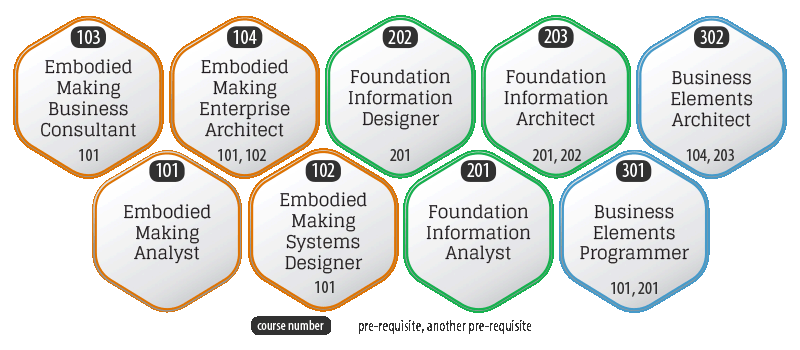 103
Embodied
Making
Business
Consultant
101
104
Embodied
Making
Enterprise
Architect
101, 102
202
Foundation
Information
Designer
201
203
Foundation
Information
Architect
201, 202
302
Business
Elements
Architect
104, 203
101
Embodied
Making
Analyst
102
Embodied
Making
Systems
Designer
101
201
Foundation
Information
Analyst
301
Business
Elements
Programmer
101, 201
course number
pre-requisite, another pre-requisite